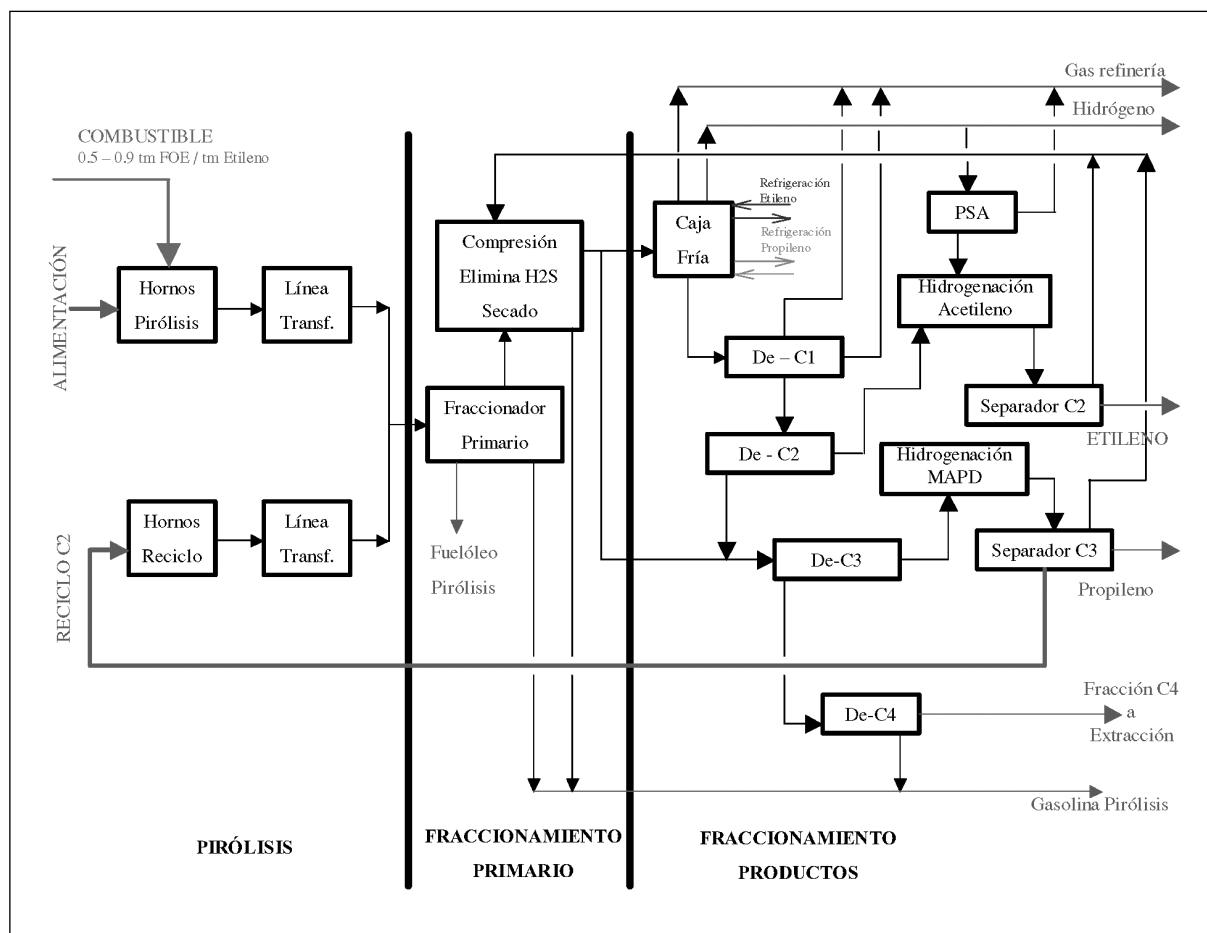 Gas refinería
Hidrógeno
COMBUSTIBLE
0.5 – 0.9 tm FOE / tm Etileno
ALIMENTACIÓN
Hornos
Pirólisis
Línea
Transf.
RECICLO C2
Hornos
Reciclo
Línea
Transf.
Compresión
Elimina H2S
Secado
Fraccionador
Primario
Fuelóleo
Pirólisis
Caja
Fría
Refrigeración
Etileno
Refrigeración
Propileno
PSA
Hidrogenación
Acetileno
De – C1
Separador C2
ETILENO
De - C2
Hidrogenación
MAPD
De-C3
Separador C3
Propileno
De-C4
Fracción C4
a
Extracción
Gasolina Pirólisis
PIRÓLISIS
FRACCIONAMIENTO
PRIMARIO
FRACCIONAMIENTO
PRODUCTOS